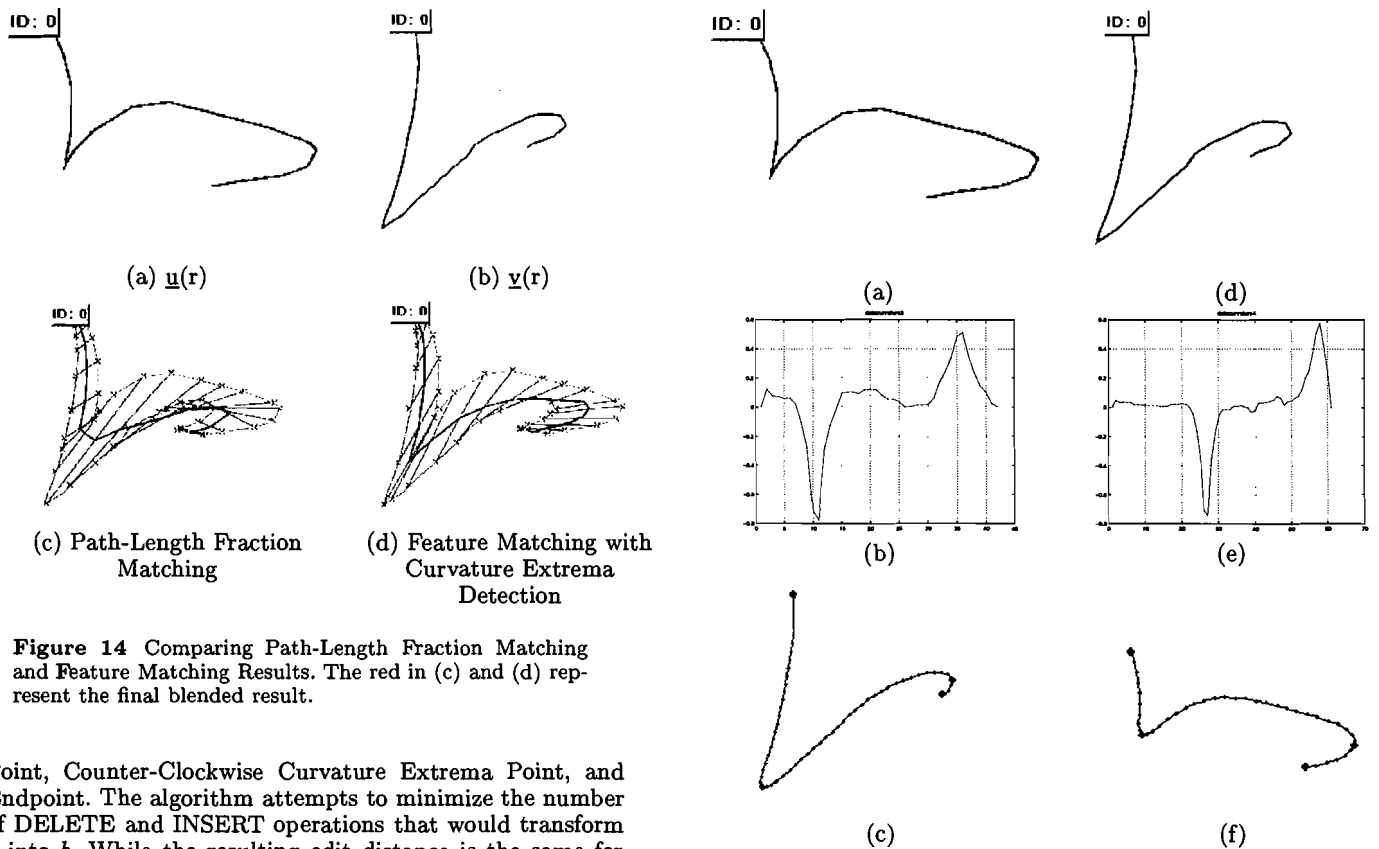 ID: 0
ID: 0
(a) u(r)
(b) v(r)
ID: 0
ID: 0
(c) Path-Length Fraction
Matching
(d) Feature Matching with
Curvature Extrema
Detection
Figure 14 Comparing Path-Length Fraction Matching
and Feature Matching Results. The red in (c) and (d) rep-
resent the final blended result.
oint, Counter-Clockwise Curvature Extrema Point, and
Endpoint. The algorithm attempts to minimize the number
f DELETE and INSERT operations that would transform
into b. While the resulting edit distance is the same for
ID: 0
ID: 0
(a)
(d)
(b)
(e)
(c)
(f)